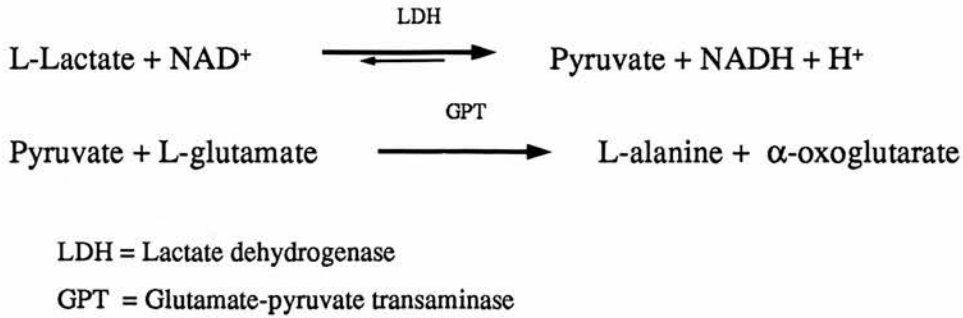 LDH
L-Lactate + NAD⁺ Pyruvate + NADH + H⁺
GPT
Pyruvate + L-glutamate L-alanine + α-oxoglutarate
LDH = Lactate dehydrogenase
GPT = Glutamate-pyruvate transaminase